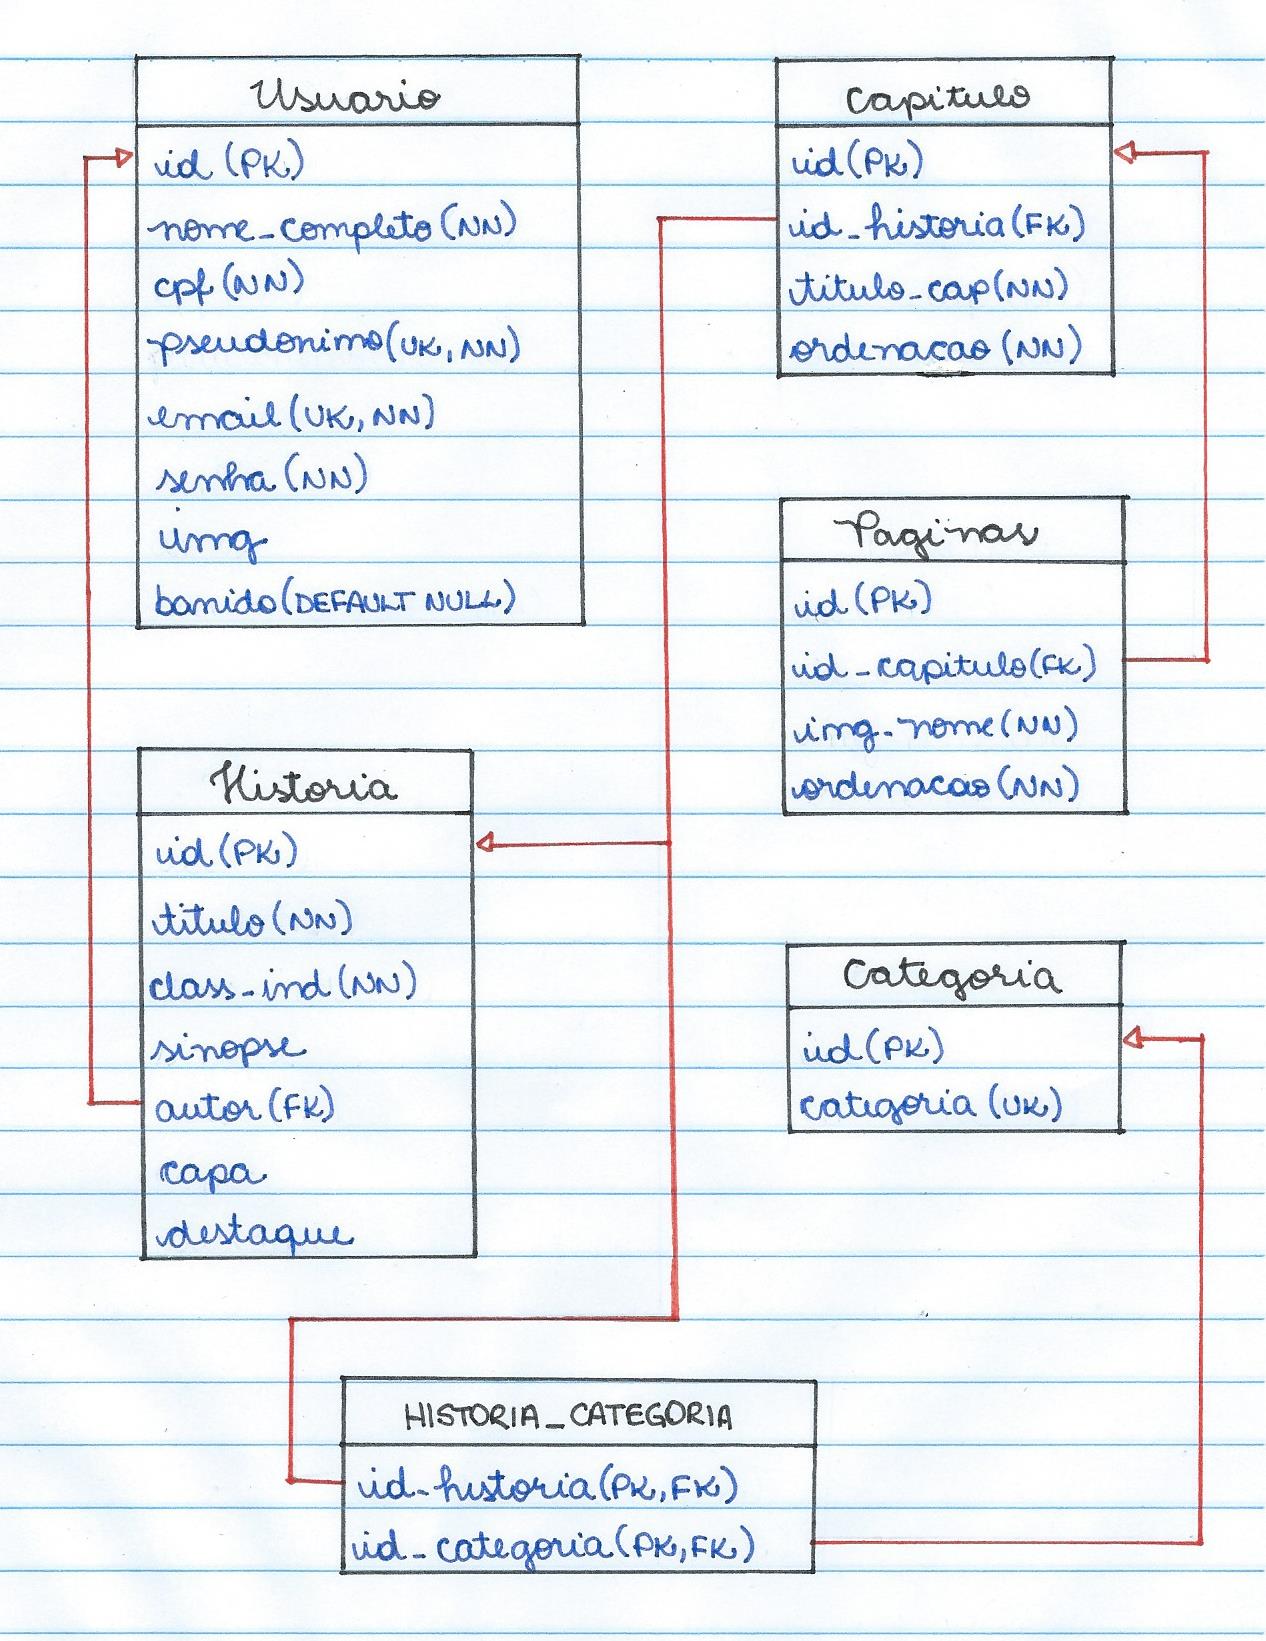 Usuario
id (PK)
nome_completo (NN)
cpf (NN)
pseudonimo (UK, NN)
email (UK, NN)
senha (NN)
img
banido (DEFAULT NULL)
Historia
id (PK)
titulo (NN)
class_ind (NN)
sinopse
autor (FK)
capa
destaque
Capitulo
id (PK)
id_historia (FK)
titulo_cap (NN)
ordenacao (NN)
Paginas
id (PK)
id_capitulo (FK)
img_nome (NN)
ordenacao (NN)
Categoria
id (PK)
categoria (UK)
HISTORIA_CATEGORIA
id_historia (PK, FK)
id_categoria (PK, FK)